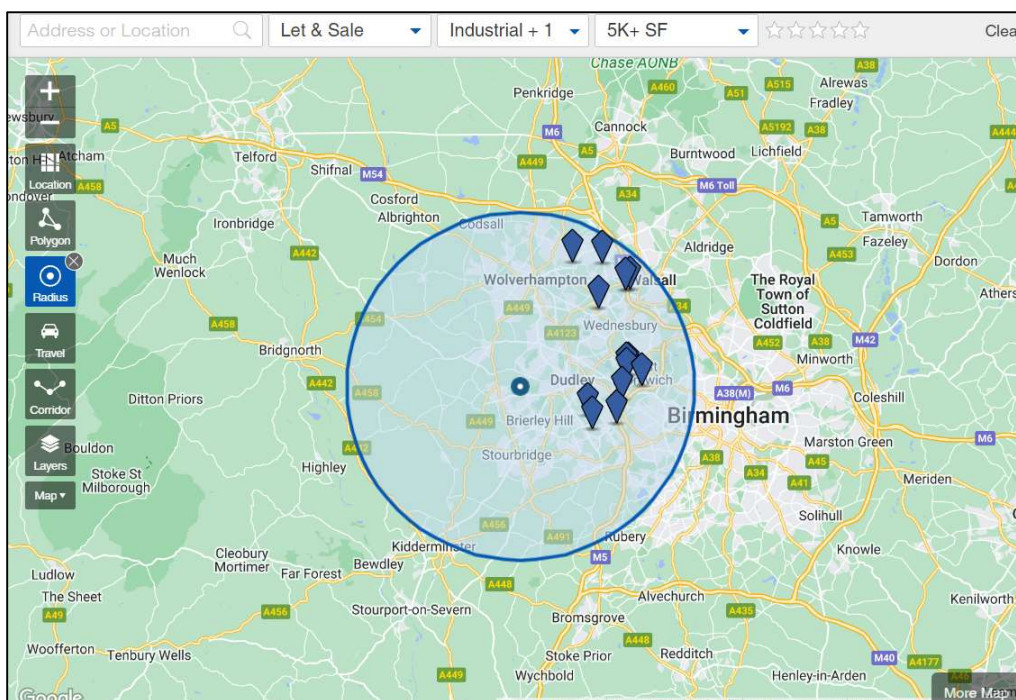 Address or Location
Let & Sale
Industrial + 1
5K+ SF
Clea
Chase AONB
Penkridge
A460
A38
A515
Alrewas
A51
Fradley
M6
Cannock
A5192
A38
A5
A449
A5
Lichfield
A444
Atcham
Telford
Burntwood
Shifnal
M54
A34
M6 Toll
Location
A458
Cosford
Albrighton
Codsall
A5
Tamworth
Polygon
Ironbridge
A442
Aldridge
A453
Fazeley
Much
Wenlock
Dordon
Wolverhampton
Walsall
The Royal
Town of
Sutton
Coldfield
Radius
A449
A34
Athers
A458
A454
Wednesbury
A4123
A452
A38
M42
Travel
Bridgnorth
Minworth
A442
Dudley
M6
Corridor
Ditton Priors
A458
A38(M)
Coleshill
A449
Brierley Hill
Birmingham
Marston Green
M6
Layers
Bouldon
A442
Stourbridge
A38
A45
Stoke St
Milborough
Highley
A34
A41
Meriden
Map
A456
Solihull
A491
Rubery
Kidderminster
M5
Knowle
Cleobury
Mortimer
Far Forest
Bewdley
Ludlow
A448
The Sheet
Stourport-on-Severn
Alvechurch
A435
Kenilworth
A49
A456
Bromsgrove
Woofferton
Tenbury Wells
A448
Redditch
Stoke Prior
M40
A4177
A449
Wychbold
Henley-in-Arden
A46
Google
More Map